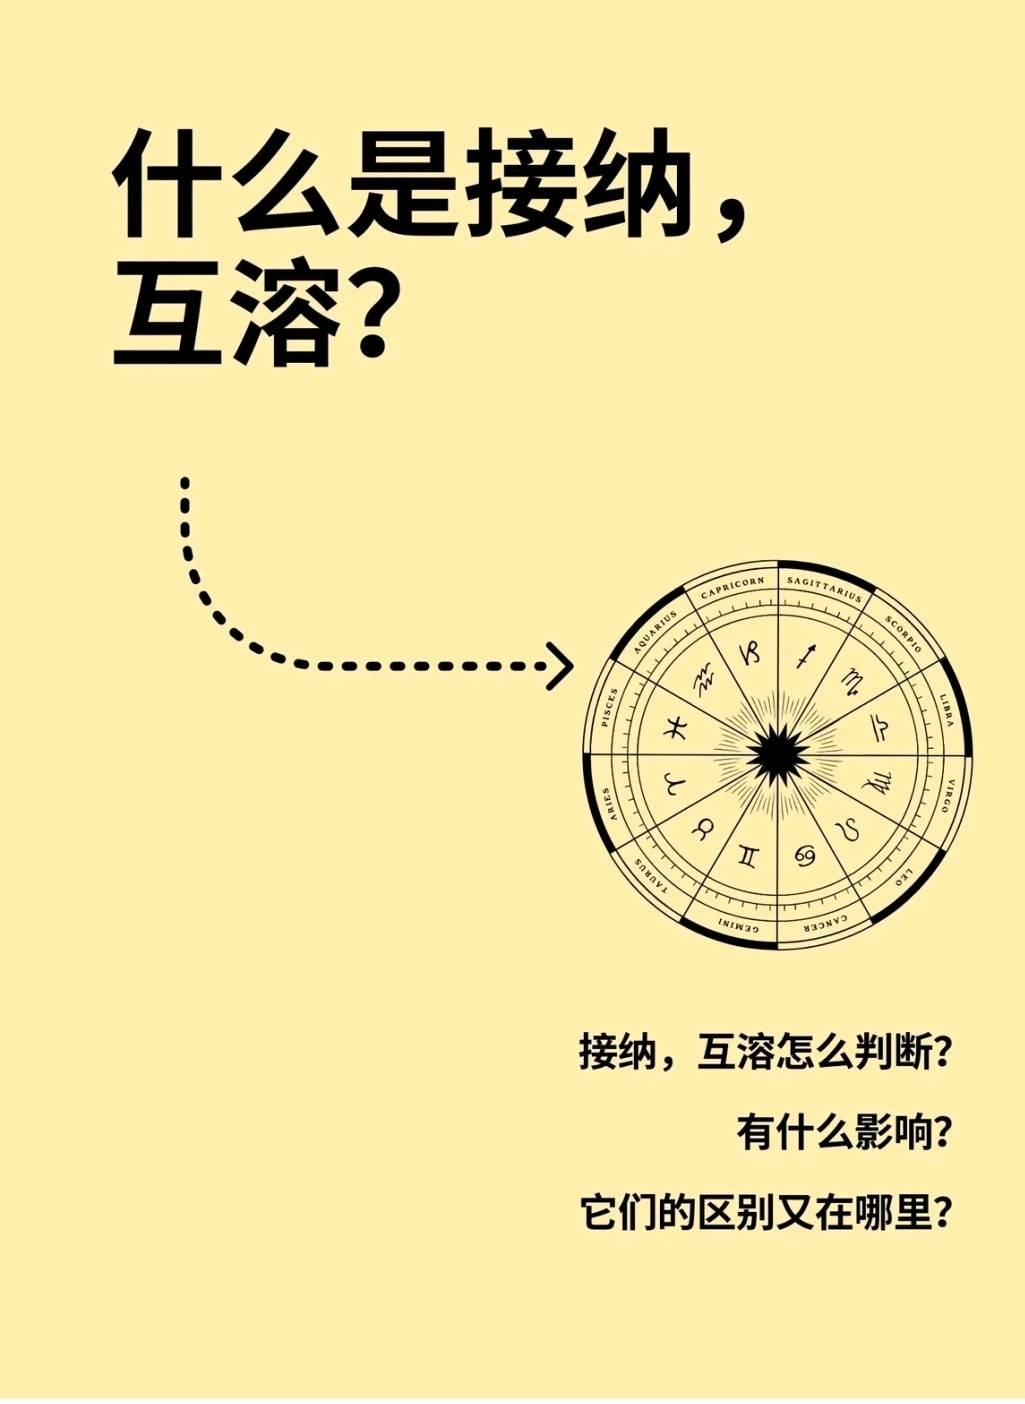 什么是接纳，
互溶？
CAPRICORN
SAGITTARIUS
AQUARIUS
SCORPIO
PISCES
LIBRA
ARIES
VIRGO
TAURUS
LEO
GEMINI
CANCER
接纳，互溶怎么判断？
有什么影响？
它们的区别又在哪里？